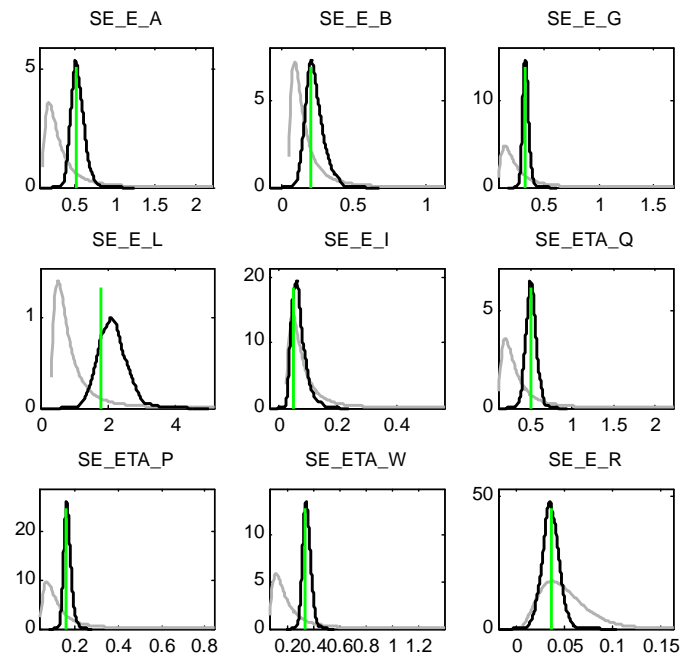 SE_E_A SE_E_B SE_E_G
5 5 10
0 0 0
0.5 1 1.5 2 0 0.5 1 0.5 1 1.5
SE_E_L SE_E_I SE_ETA_Q
1 20 10 5
0 0 0
0 2 4 0 0.2 0.4 0.5 1 1.5 2
SE_ETA_P SE_ETA_W SE_E_R
20 10 5 50
10
0 0 0
0.2 0.4 0.6 0.8 0.20.40.60.8 1 1.2 0 0.05 0.1 0.15